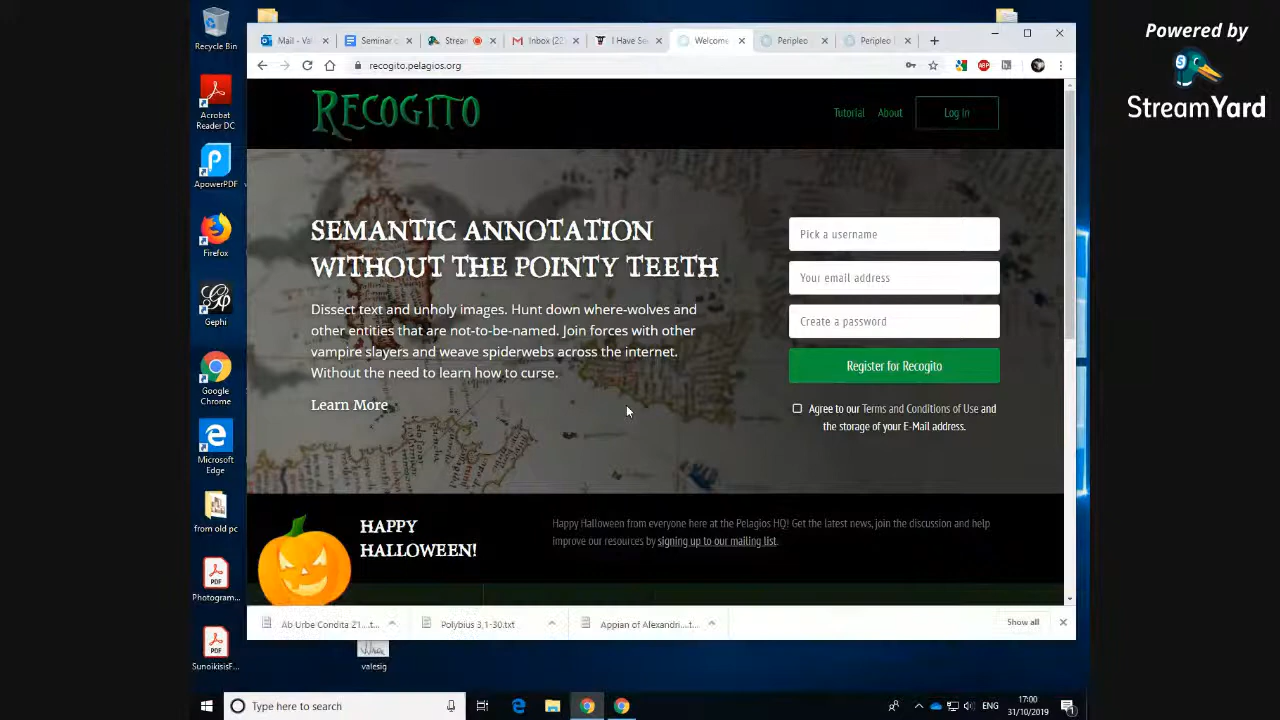 Powered by
StreamYard
Recycle Bin
Acrobat
Reader DC
ApowerPDF
Firefox
Gephi
Google
Chrome
Microsoft
Edge
from old pc
Photogram...
SunoikisisF...
valesig
Mail - Val
Seminar c
Stream
Inbox (22
I Have Se
Welcome
Peripleo
Peripleo
recogito.pelagios.org
RECOGITO
Tutorial
About
Log In
SEMANTIC ANNOTATION
WITHOUT THE POINTY TEETH
Dissect text and unholy images. Hunt down where-wolves and
other entities that are not-to-be-named. Join forces with other
vampire slayers and weave spiderwebs across the internet.
Without the need to learn how to curse.
Learn More
Pick a username
Your email address
Create a password
Register for Recogito
Agree to our Terms and Conditions of Use and
the storage of your E-Mail address.
HAPPY
HALLOWEEN!
Happy Halloween from everyone here at the Pelagios HQ! Get the latest news, join the discussion and help
improve our resources by signing up to our mailing list.
Ab Urbe Condita 21....t...
Polybius 3,1-30.txt
Appian of Alexandri....t...
Show all
Type here to search
ENG
17:00
31/10/2019